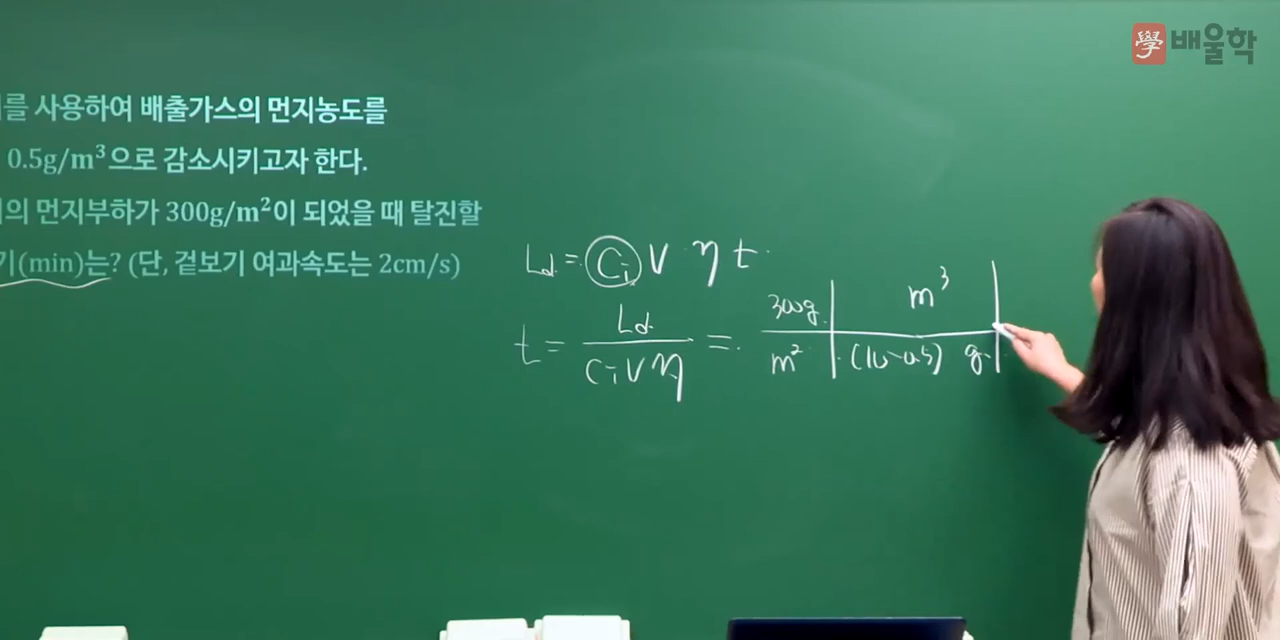 學 배울학
를 사용하여 배출가스의 먼지농도를
0.5g/m³으로 감소시키고자 한다.
의 먼지부하가 300g/m²이 되었을 때 탈진할
기(min)는? (단, 겉보기 여과속도는 2cm/s)
Ld = Ci V η t
t = Ld / Ci V η = 300g / m² | m³ / (10-0.5) g